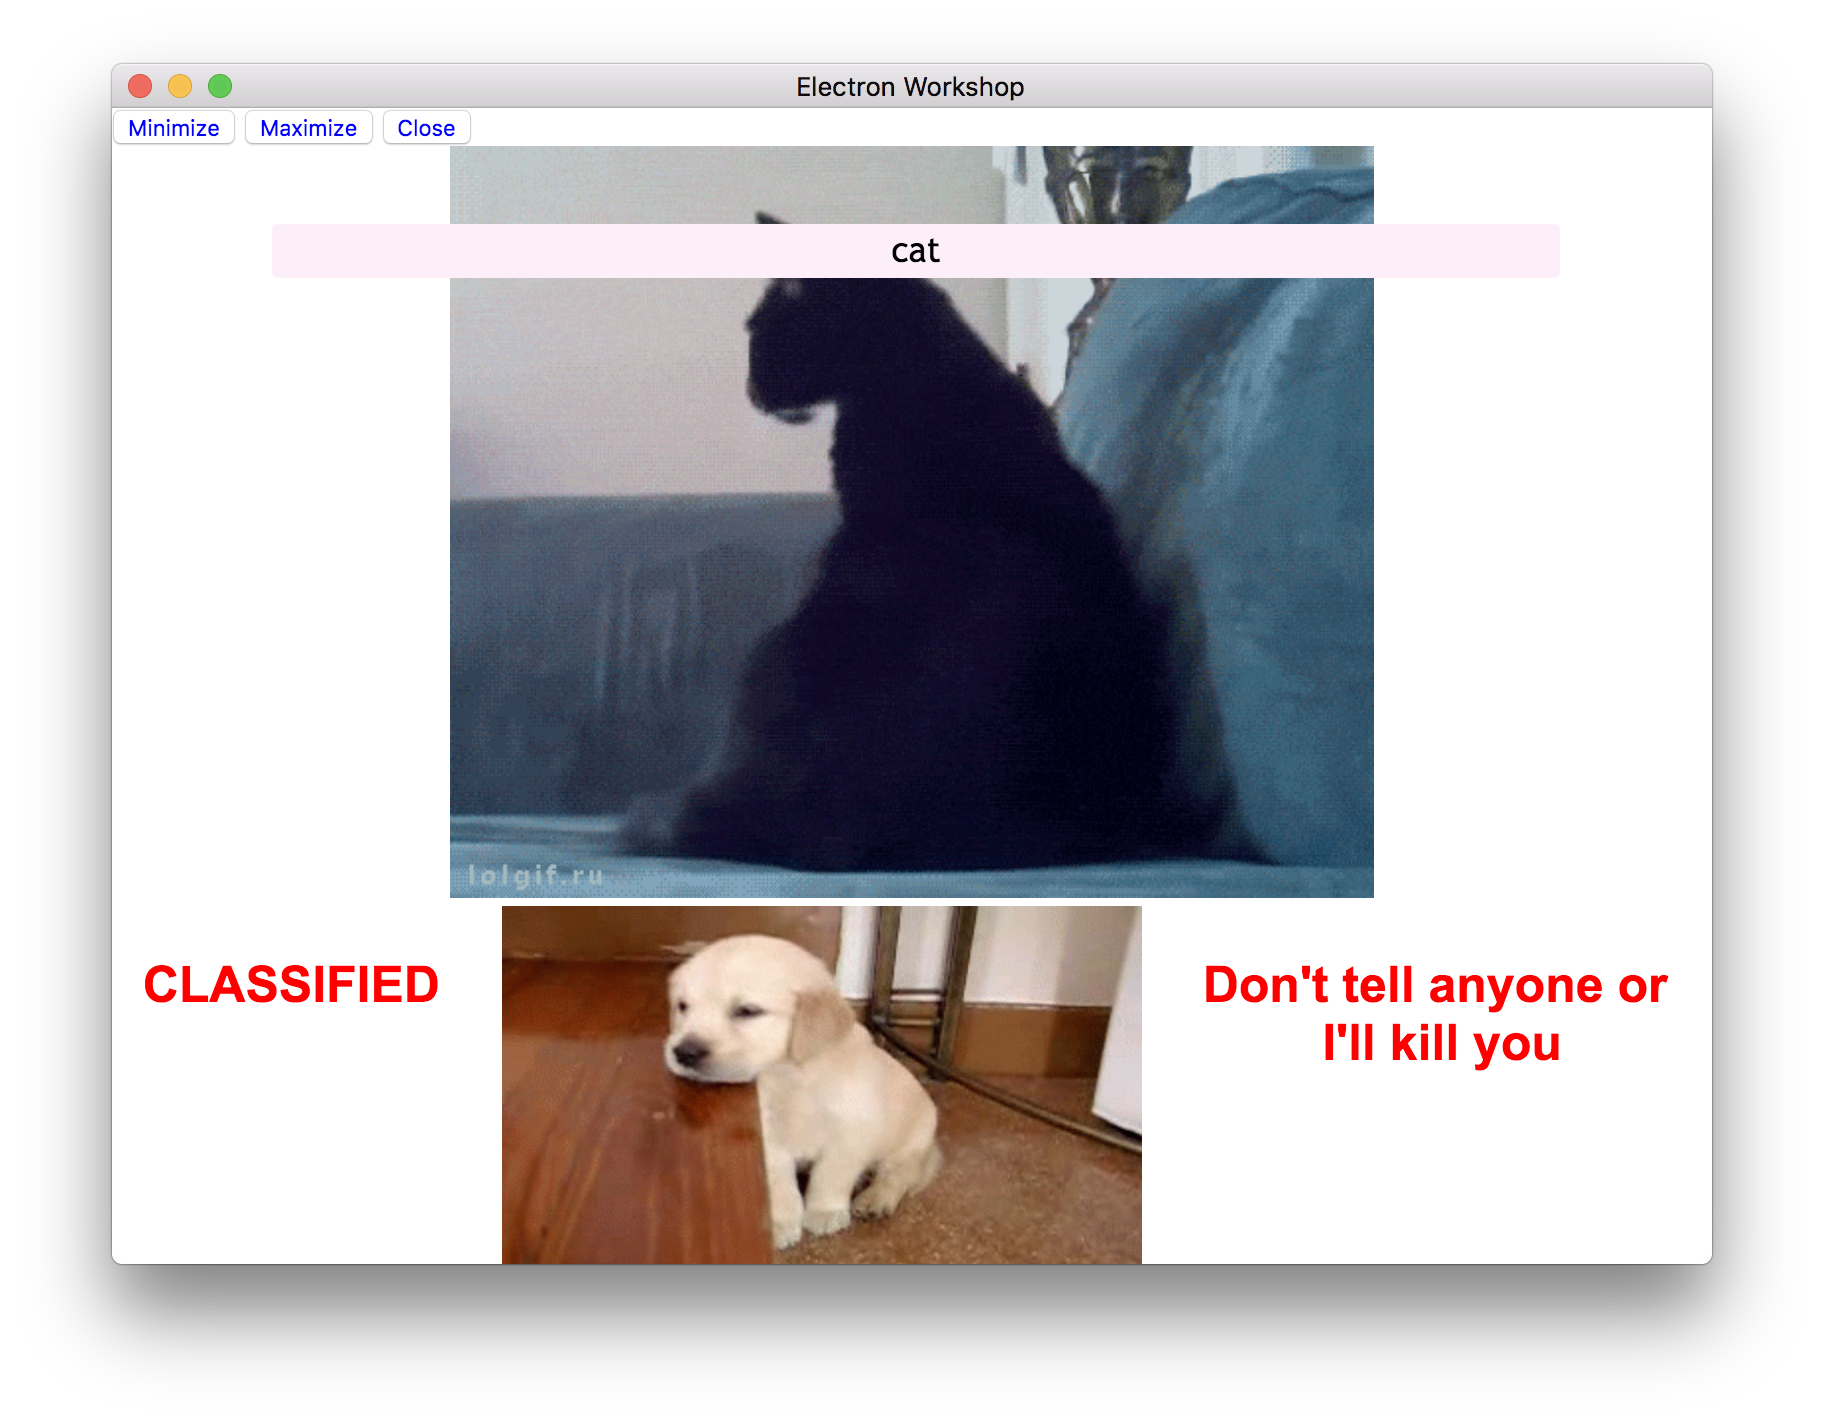 Electron Workshop
Minimize Maximize Close
cat
lolgif.ru
CLASSIFIED
Don't tell anyone or
I'll kill you